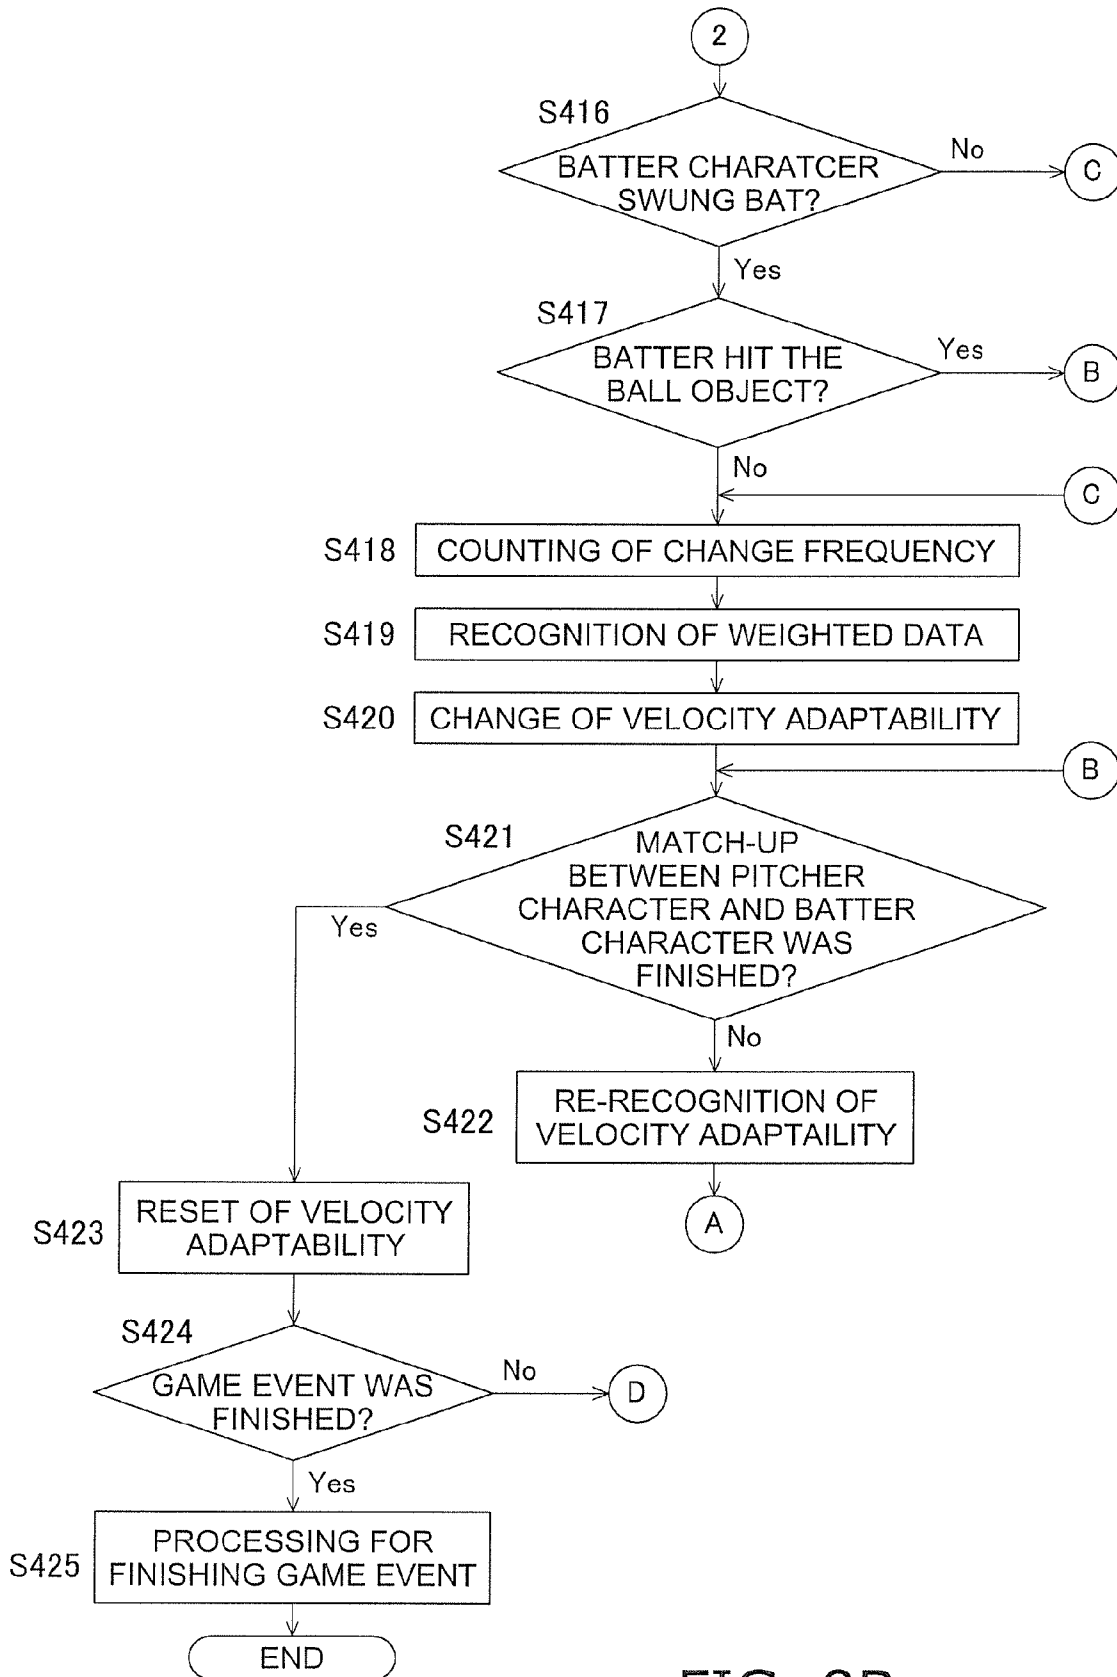 2
S416
BATTER CHARATCER
SWUNG BAT?
No
C
Yes
S417
BATTER HIT THE
BALL OBJECT?
Yes
B
No
C
S418
COUNTING OF CHANGE FREQUENCY
S419
RECOGNITION OF WEIGHTED DATA
S420
CHANGE OF VELOCITY ADAPTABILITY
B
S421
MATCH-UP
BETWEEN PITCHER
CHARACTER AND BATTER
CHARACTER WAS
FINISHED?
Yes
No
S422
RE-RECOGNITION OF
VELOCITY ADAPTAILITY
A
S423
RESET OF VELOCITY
ADAPTABILITY
S424
GAME EVENT WAS
FINISHED?
No
D
Yes
S425
PROCESSING FOR
FINISHING GAME EVENT
END